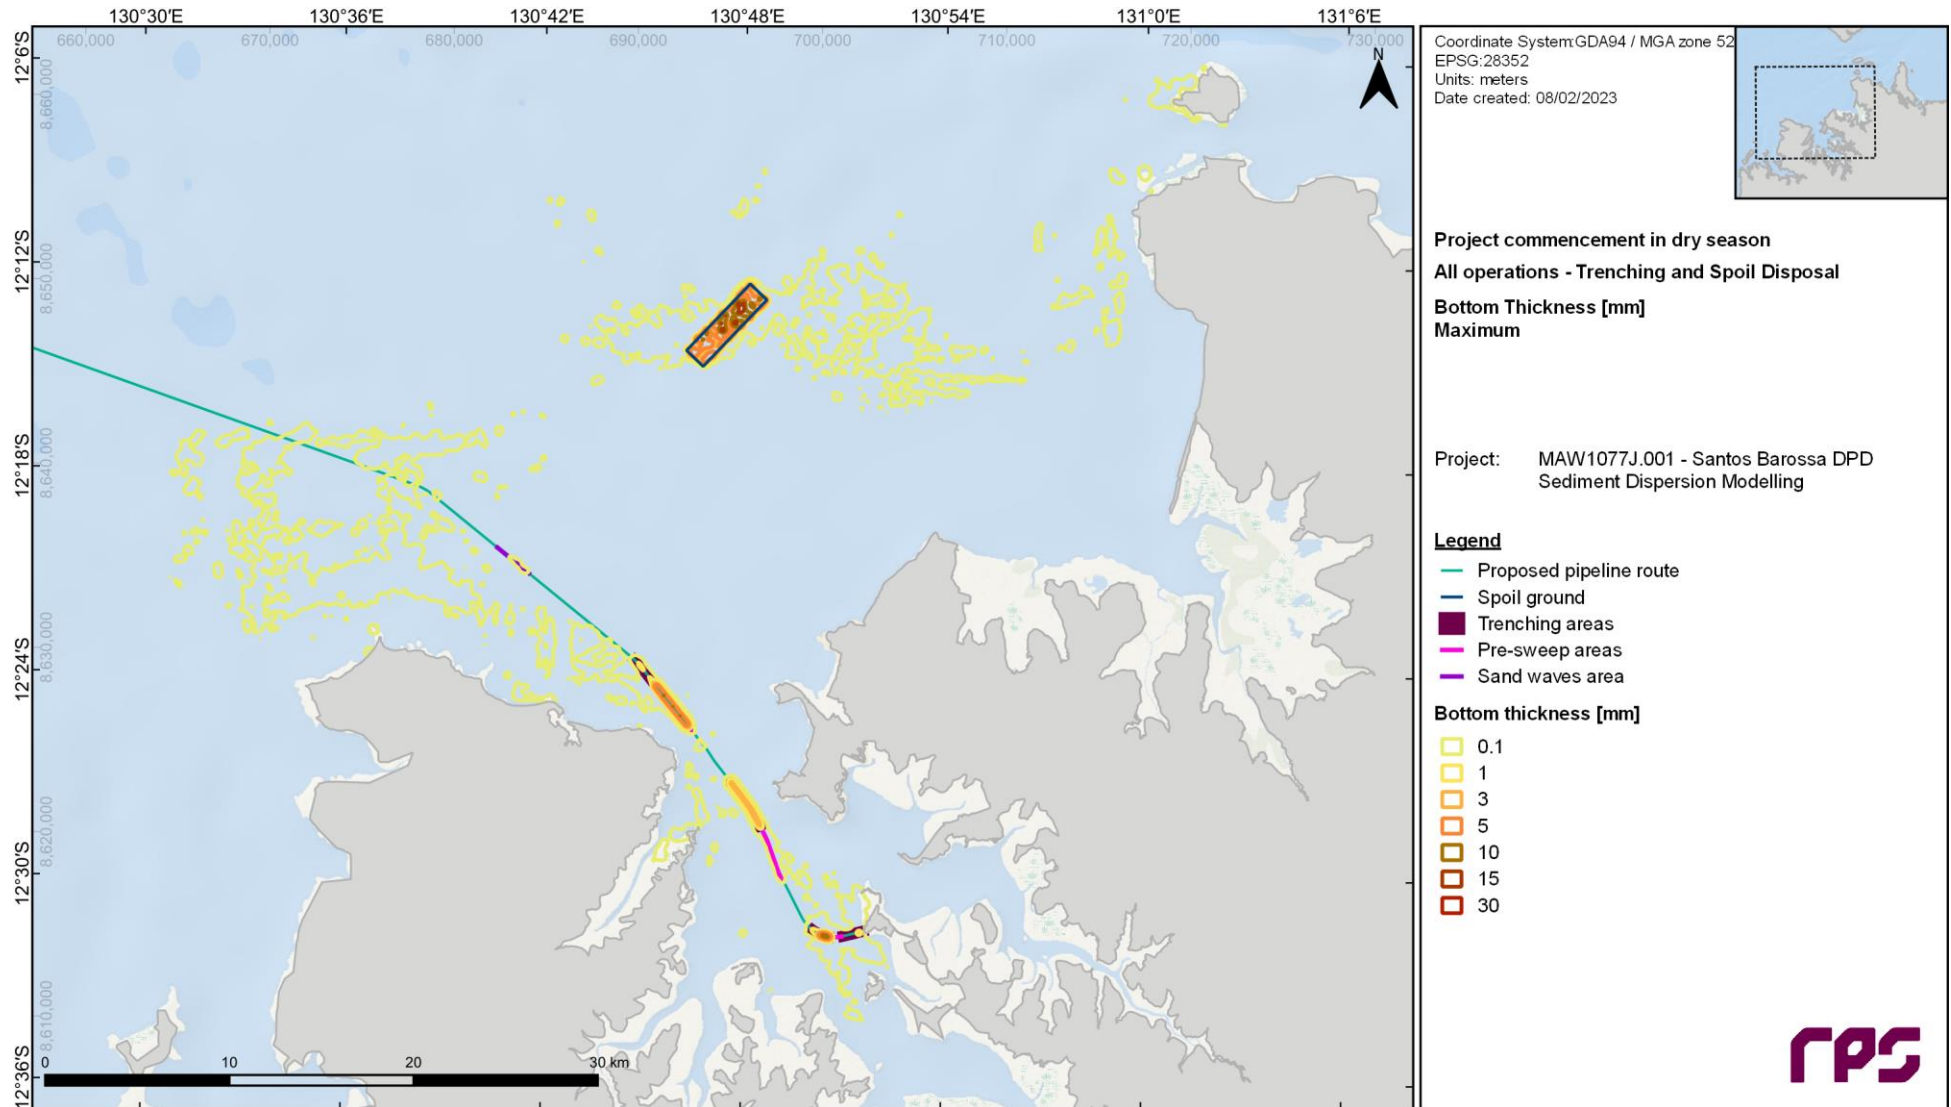 130°30'E 130°36'E 130°42'E 130°48'E 130°54'E 131°0'E 131°6'E
660,000 670,000 680,000 690,000 700,000 710,000 720,000 730,000
12°6'S
8,660,000
12°12'S
8,650,000
12°18'S
8,640,000
12°24'S
8,630,000
12°30'S
8,620,000
12°36'S
8,610,000
N
0 10 20 30 km
Coordinate System:GDA94 / MGA zone 52
EPSG:28352
Units: meters
Date created: 08/02/2023
Project commencement in dry season
All operations - Trenching and Spoil Disposal
Bottom Thickness [mm]
Maximum
Project: MAW1077J.001 - Santos Barossa DPD
Sediment Dispersion Modelling
Legend
Proposed pipeline route
Spoil ground
Trenching areas
Pre-sweep areas
Sand waves area
Bottom thickness [mm]
0.1
1
3
5
10
15
30
rps